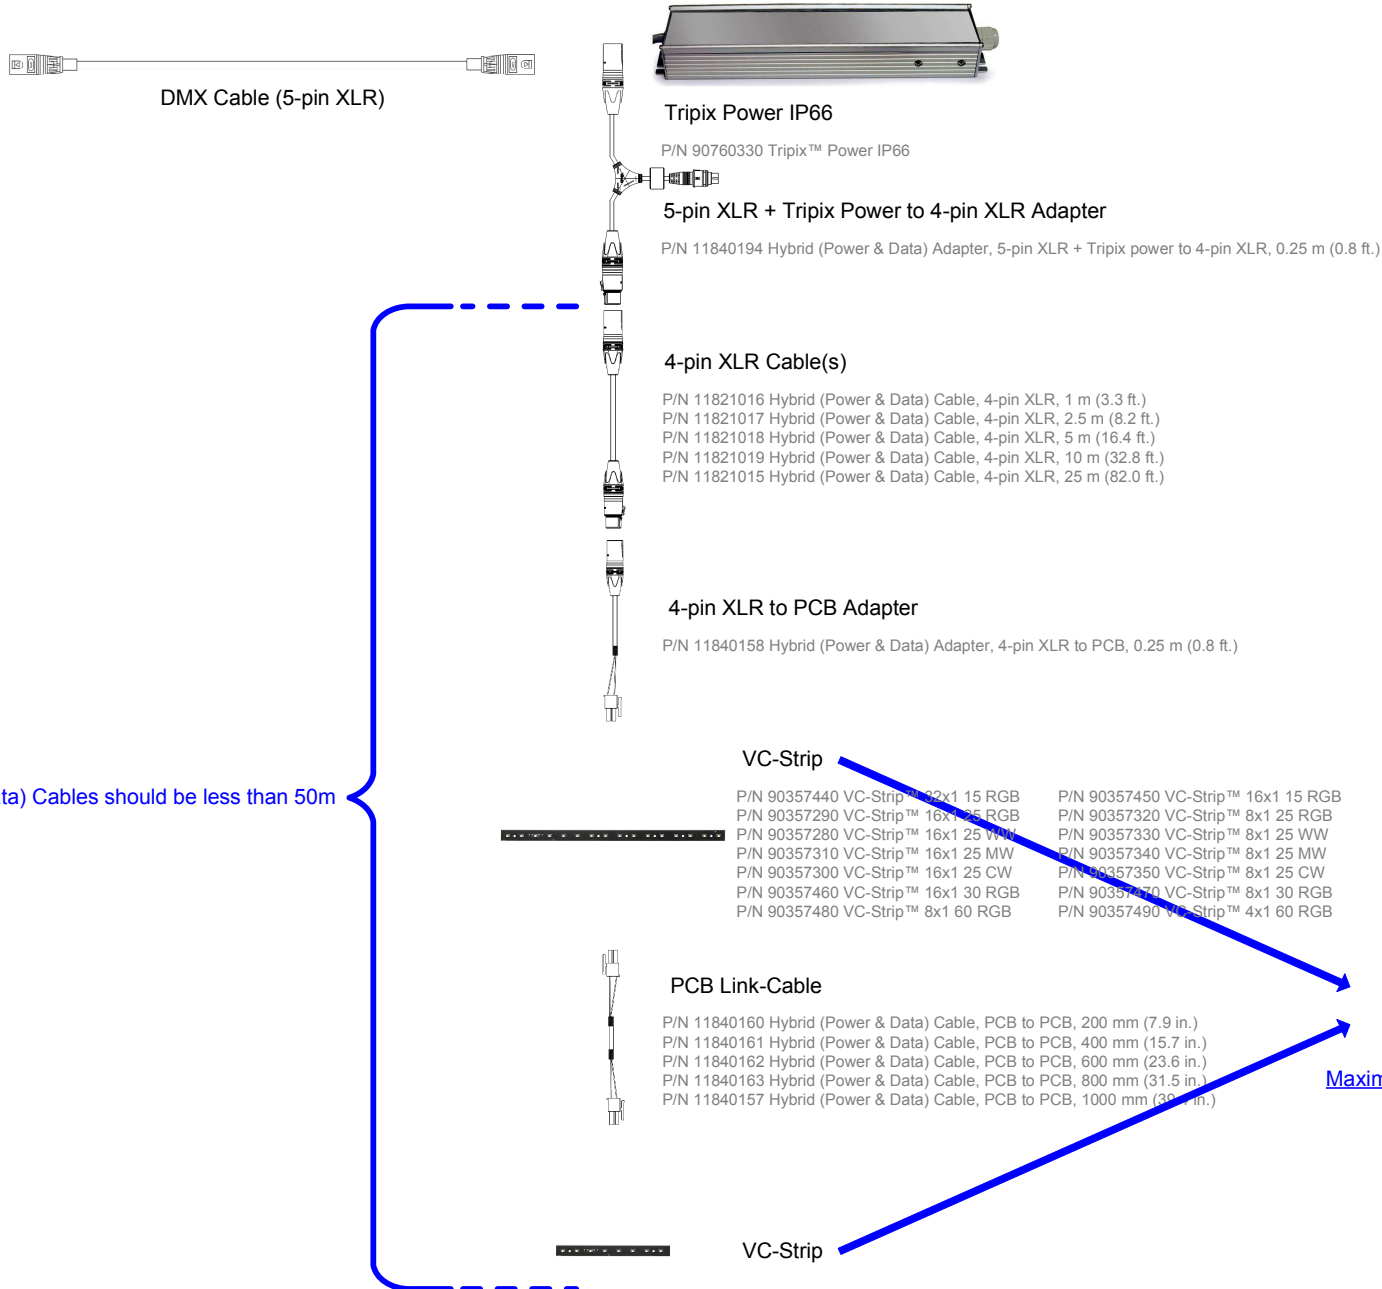 DMX Cable (5-pin XLR)
Tripix Power IP66
P/N 90760330 Tripix™ Power IP66
5-pin XLR + Tripix Power to 4-pin XLR Adapter
P/N 11840194 Hybrid (Power & Data) Adapter, 5-pin XLR + Tripix power to 4-pin XLR, 0.25 m (0.8 ft.)
4-pin XLR Cable(s)
P/N 11821016 Hybrid (Power & Data) Cable, 4-pin XLR, 1 m (3.3 ft.)
P/N 11821017 Hybrid (Power & Data) Cable, 4-pin XLR, 2.5 m (8.2 ft.)
P/N 11821018 Hybrid (Power & Data) Cable, 4-pin XLR, 5 m (16.4 ft.)
P/N 11821019 Hybrid (Power & Data) Cable, 4-pin XLR, 10 m (32.8 ft.)
P/N 11821015 Hybrid (Power & Data) Cable, 4-pin XLR, 25 m (82.0 ft.)
4-pin XLR to PCB Adapter
P/N 11840158 Hybrid (Power & Data) Adapter, 4-pin XLR to PCB, 0.25 m (0.8 ft.)
ta) Cables should be less than 50m
VC-Strip
P/N 90357440 VC-Strip™ 32x1 15 RGB
P/N 90357290 VC-Strip™ 16x1 25 RGB
P/N 90357280 VC-Strip™ 16x1 25 WW
P/N 90357310 VC-Strip™ 16x1 25 MW
P/N 90357300 VC-Strip™ 16x1 25 CW
P/N 90357460 VC-Strip™ 16x1 30 RGB
P/N 90357480 VC-Strip™ 8x1 60 RGB
P/N 90357450 VC-Strip™ 16x1 15 RGB
P/N 90357320 VC-Strip™ 8x1 25 RGB
P/N 90357330 VC-Strip™ 8x1 25 WW
P/N 90357340 VC-Strip™ 8x1 25 MW
P/N 90357350 VC-Strip™ 8x1 25 CW
P/N 90357470 VC-Strip™ 8x1 30 RGB
P/N 90357490 VC-Strip™ 4x1 60 RGB
PCB Link-Cable
P/N 11840160 Hybrid (Power & Data) Cable, PCB to PCB, 200 mm (7.9 in.)
P/N 11840161 Hybrid (Power & Data) Cable, PCB to PCB, 400 mm (15.7 in.)
P/N 11840162 Hybrid (Power & Data) Cable, PCB to PCB, 600 mm (23.6 in.)
P/N 11840163 Hybrid (Power & Data) Cable, PCB to PCB, 800 mm (31.5 in.)
P/N 11840157 Hybrid (Power & Data) Cable, PCB to PCB, 1000 mm (39.4 in.)
Maxim
VC-Strip